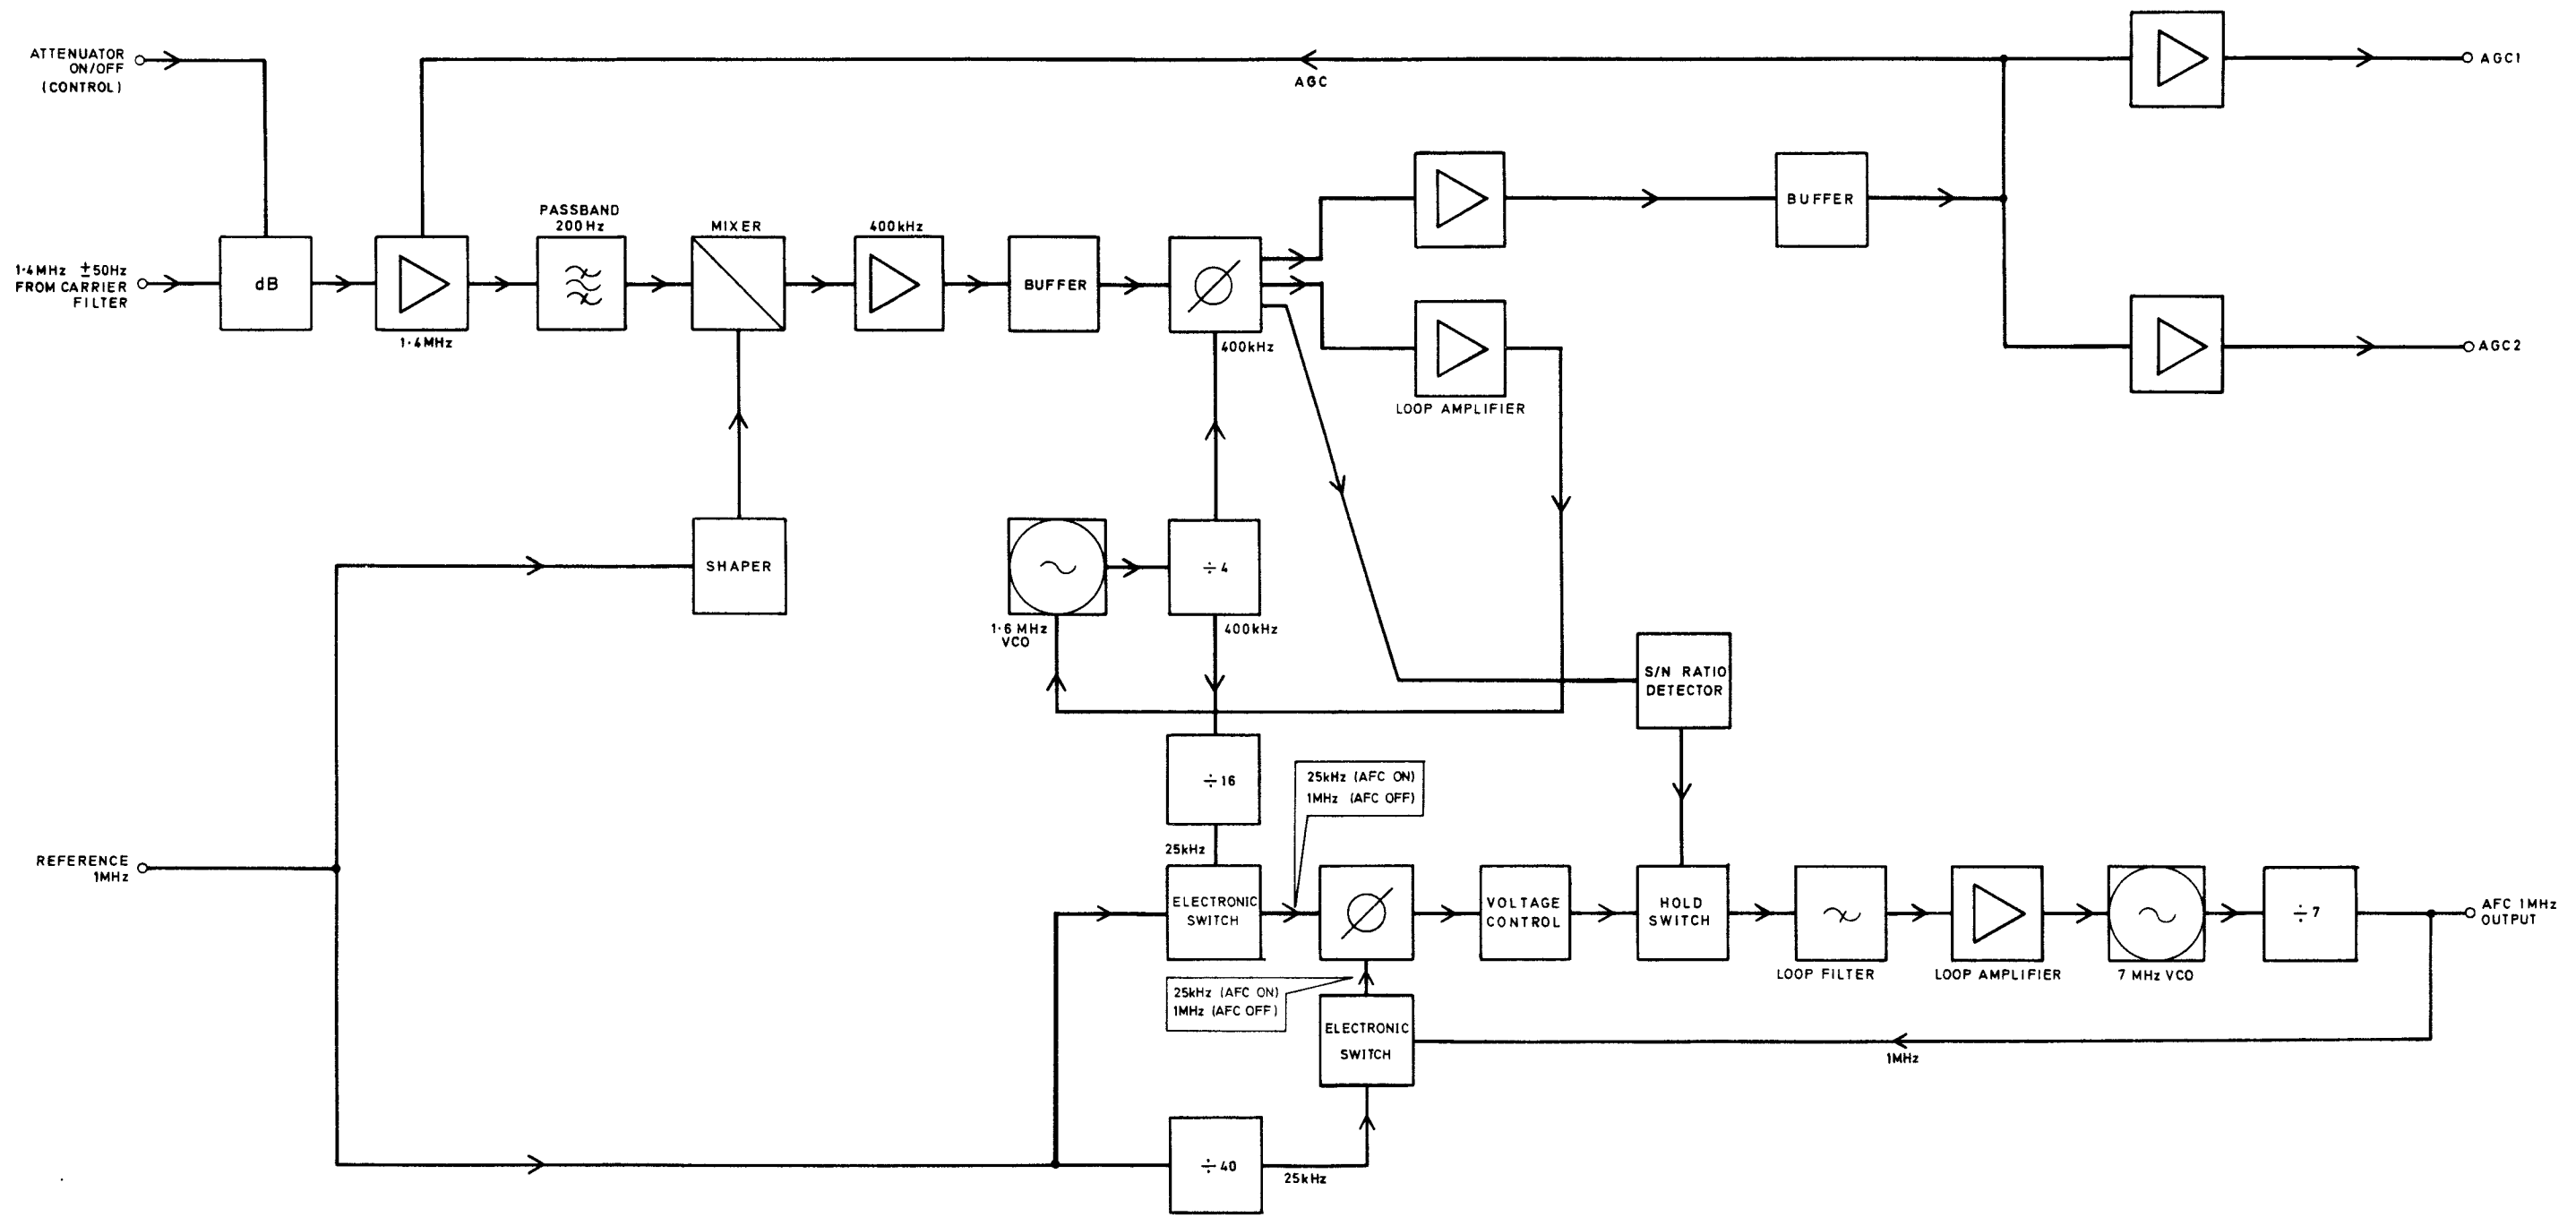 ATTENUATOR
ON/OFF
(CONTROL)
AGC
AGC1
PASSBAND
200Hz
MIXER
400kHz
BUFFER
1·4MHz ±50Hz
FROM CARRIER
FILTER
dB
BUFFER
1·4MHz
400kHz
AGC2
LOOP AMPLIFIER
SHAPER
÷4
1·6MHz
VCO
400kHz
S/N RATIO
DETECTOR
÷16
25kHz (AFC ON)
1MHz (AFC OFF)
25kHz
REFERENCE
1MHz
ELECTRONIC
SWITCH
VOLTAGE
CONTROL
HOLD
SWITCH
÷7
AFC 1MHz
OUTPUT
LOOP FILTER
LOOP AMPLIFIER
7 MHz VCO
25kHz (AFC ON)
1MHz (AFC OFF)
ELECTRONIC
SWITCH
1MHz
÷40
25kHz